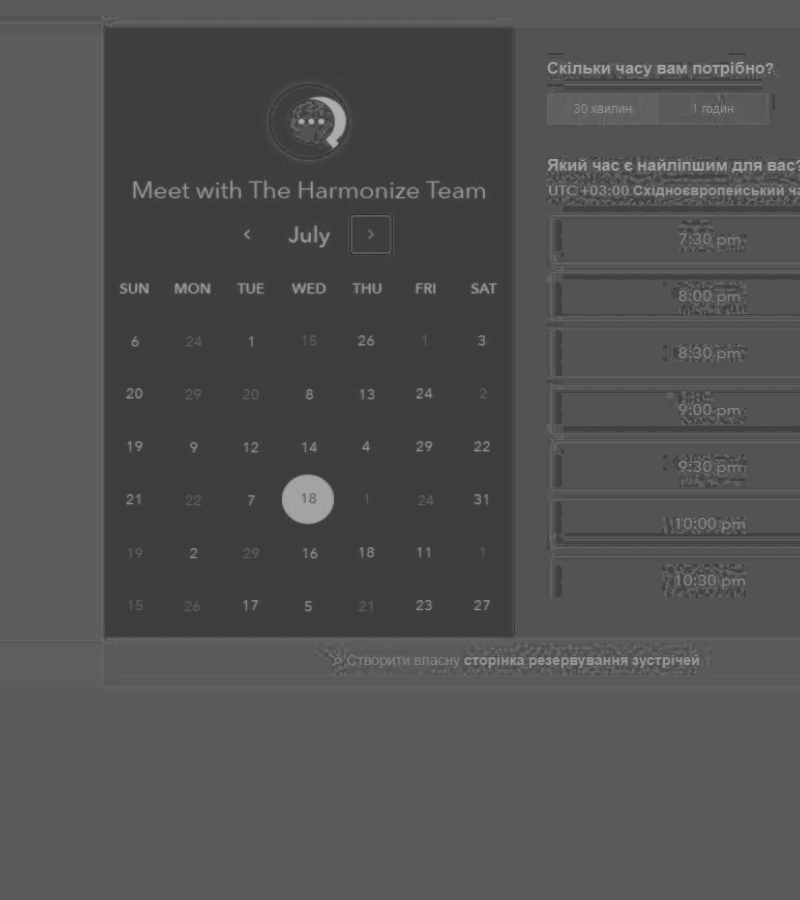 Meet with The Harmonize Team
July
SUN MON TUE WED THU FRI SAT
6 24 1 15 26 1 3
20 29 20 8 13 24 2
19 9 12 14 4 29 22
21 22 7 18 1 24 31
19 2 29 16 18 11 1
15 26 17 5 21 23 27
Скільки часу вам потрібно?
30 хвилин 1 годин
Який час є найліпшим для вас?
UTC +03:00 Східноєвропейський
7:30 pm
8:00 pm
8:30 pm
9:00 pm
9:30 pm
10:00 pm
10:30 pm
Створити власну сторінка резервування зустрічей